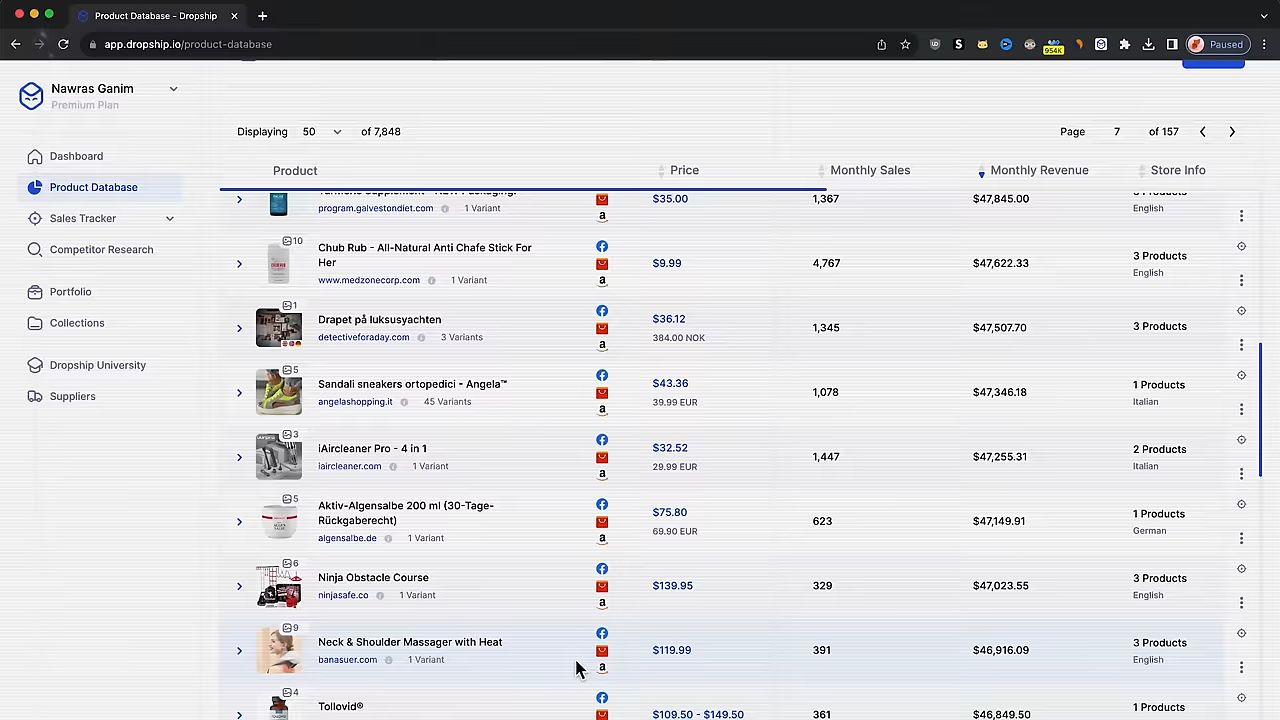 Product Database - Dropship
app.dropship.io/product-database
954K
Paused
Nawras Ganim
Premium Plan
Dashboard
Product Database
Sales Tracker
Competitor Research
Portfolio
Collections
Dropship University
Suppliers
Displaying 50 of 7,848
Page 7 of 157
Product Price Monthly Sales Monthly Revenue Store Info
program.galvestondiet.com 1 Variant $35.00 1,367 $47,845.00 English
10 Chub Rub - All-Natural Anti Chafe Stick For
Her
www.medzonecorp.com 1 Variant $9.99 4,767 $47,622.33 3 Products
English
1 Drapet på luksusyachten
detectiveforaday.com 3 Variants $36.12
384.00 NOK 1,345 $47,507.70 3 Products
5 Sandali sneakers ortopedici - Angela™
angelashopping.it 45 Variants $43.36
39.99 EUR 1,078 $47,346.18 1 Products
Italian
3 iAircleaner Pro - 4 in 1
iaircleaner.com 1 Variant $32.52
29.99 EUR 1,447 $47,255.31 2 Products
Italian
5 Aktiv-Algensalbe 200 ml (30-Tage-
Rückgaberecht)
algensalbe.de 1 Variant $75.80
69.90 EUR 623 $47,149.91 1 Products
German
6 Ninja Obstacle Course
ninjasafe.co 1 Variant $139.95 329 $47,023.55 3 Products
English
9 Neck & Shoulder Massager with Heat
banasuer.com 1 Variant $119.99 391 $46,916.09 3 Products
English
4 Tollovid®
$109.50 - $149.50 361 $46,849.50 1 Products